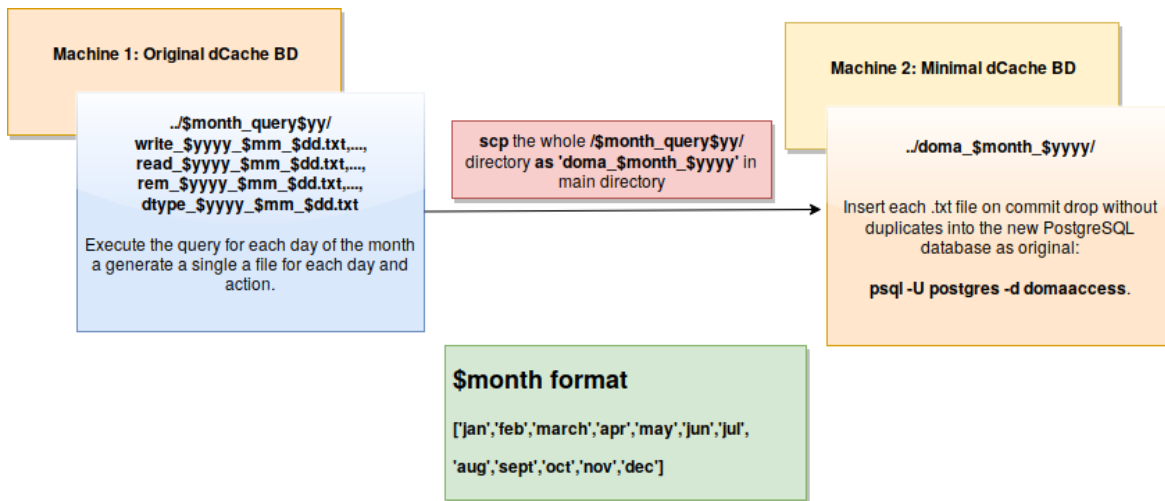 Machine 1: Original dCache BD
../$month_query$yy/
write_$yyyy_$mm_$dd.txt,...,
read_$yyyy_$mm_$dd.txt,...,
rem_$yyyy_$mm_$dd.txt,...,
dtype_$yyyy_$mm_$dd.txt
Execute the query for each day of the month
a generate a single a file for each day and
action.
scp the whole /$month_query$yy/
directory as 'doma_$month_$yyyy' in
main directory
Machine 2: Minimal dCache BD
../doma_$month_$yyyy/
Insert each .txt file on commit drop without
duplicates into the new PostgreSQL
database as original:
psql -U postgres -d domaaccess.
$month format
['jan','feb','march','apr','may','jun','jul',
'aug','sept','oct','nov','dec']